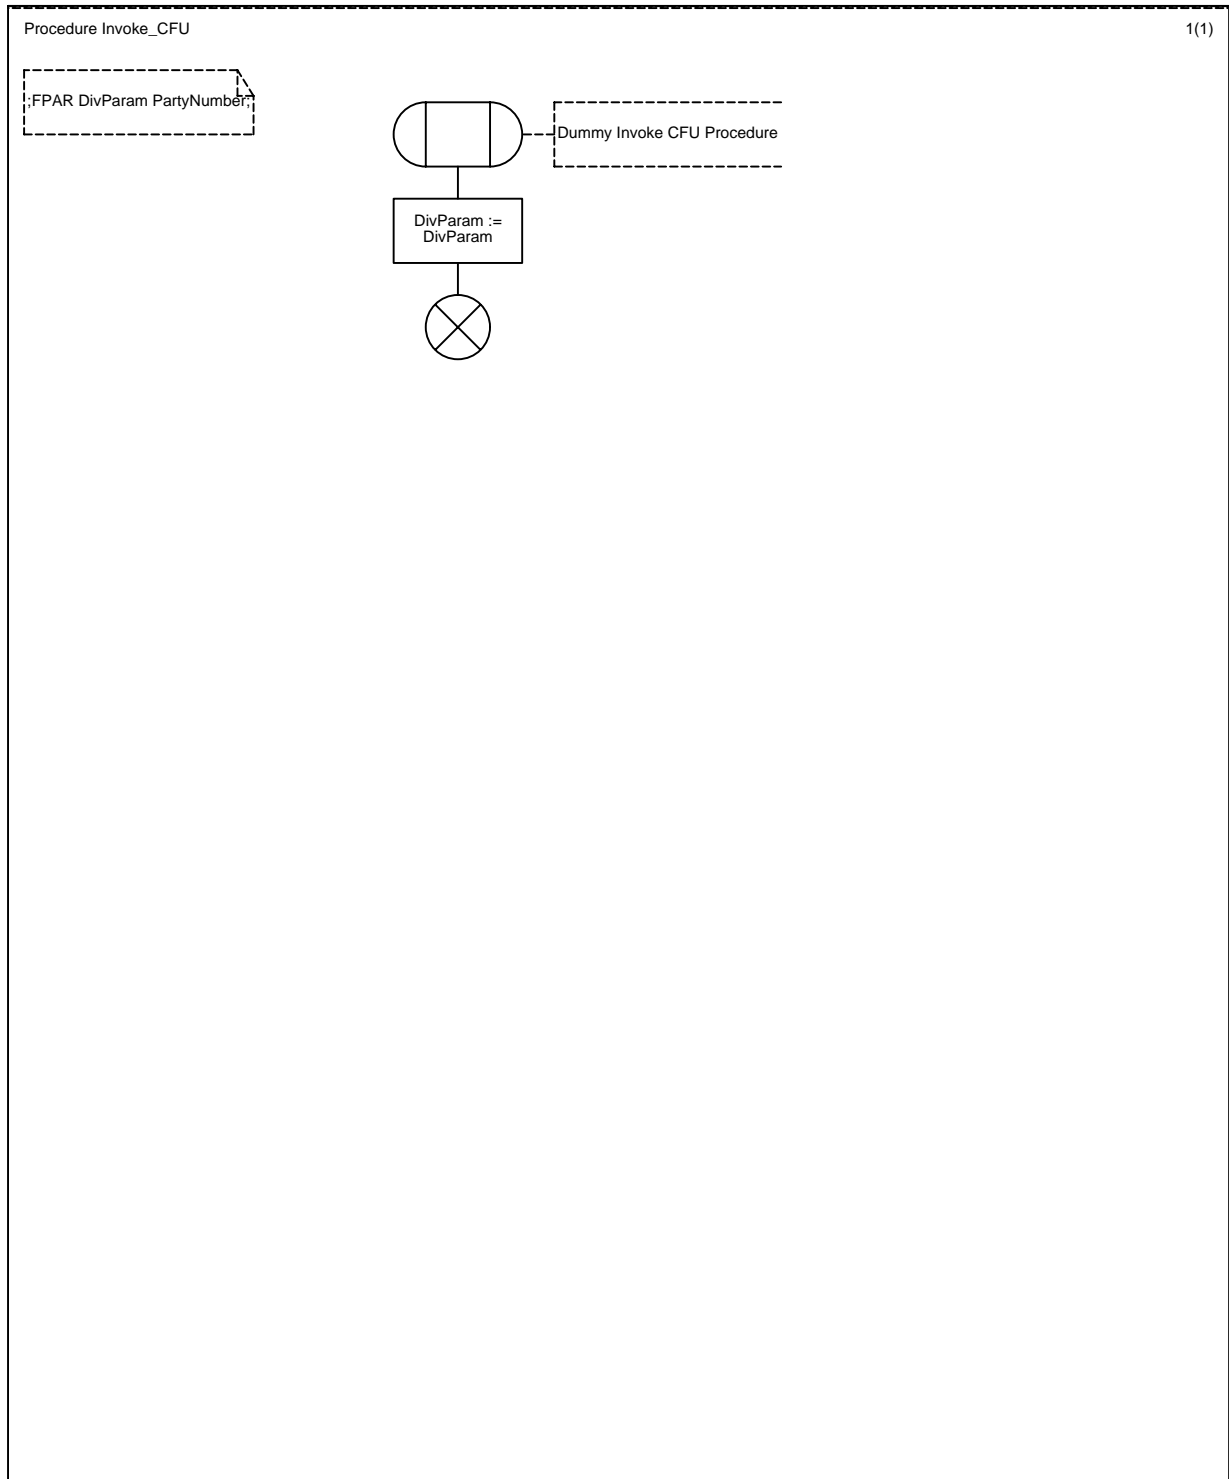 Procedure Invoke_CFU
1(1)
;FPAR DivParam PartyNumber;
Dummy Invoke CFU Procedure
DivParam :=
DivParam